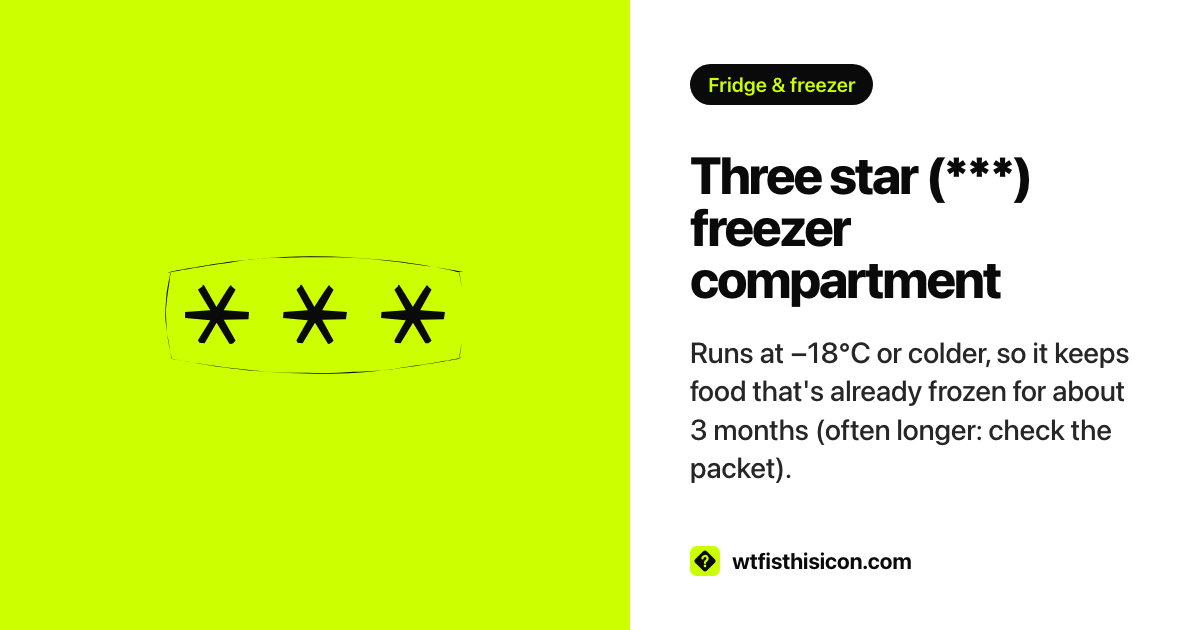 * * *
Fridge & freezer
Three star (***)
freezer
compartment
Runs at −18°C or colder, so it keeps
food that's already frozen for about
3 months (often longer: check the
packet).
?
wtfisthisicon.com